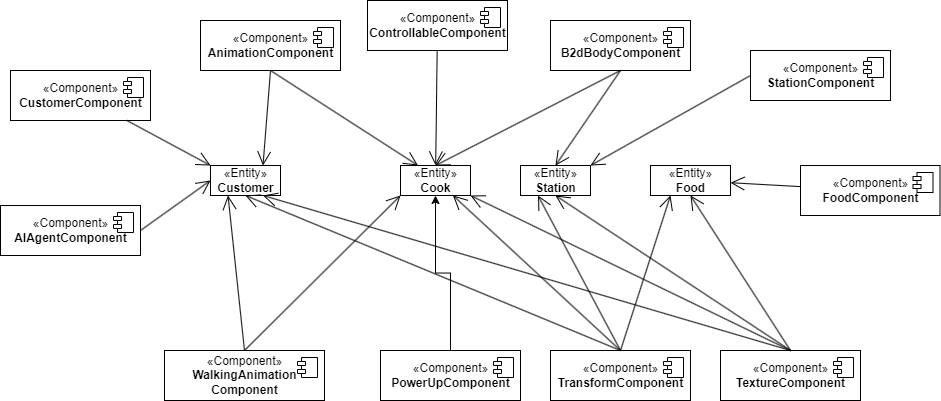 «Component»
ControllableComponent
«Component»
AnimationComponent
«Component»
B2dBodyComponent
«Component»
StationComponent
«Component»
CustomerComponent
«Entity»
Customer
«Entity»
Cook
«Entity»
Station
«Entity»
Food
«Component»
FoodComponent
«Component»
AIAgentComponent
«Component»
WalkingAnimation
Component
«Component»
PowerUpComponent
«Component»
TransformComponent
«Component»
TextureComponent